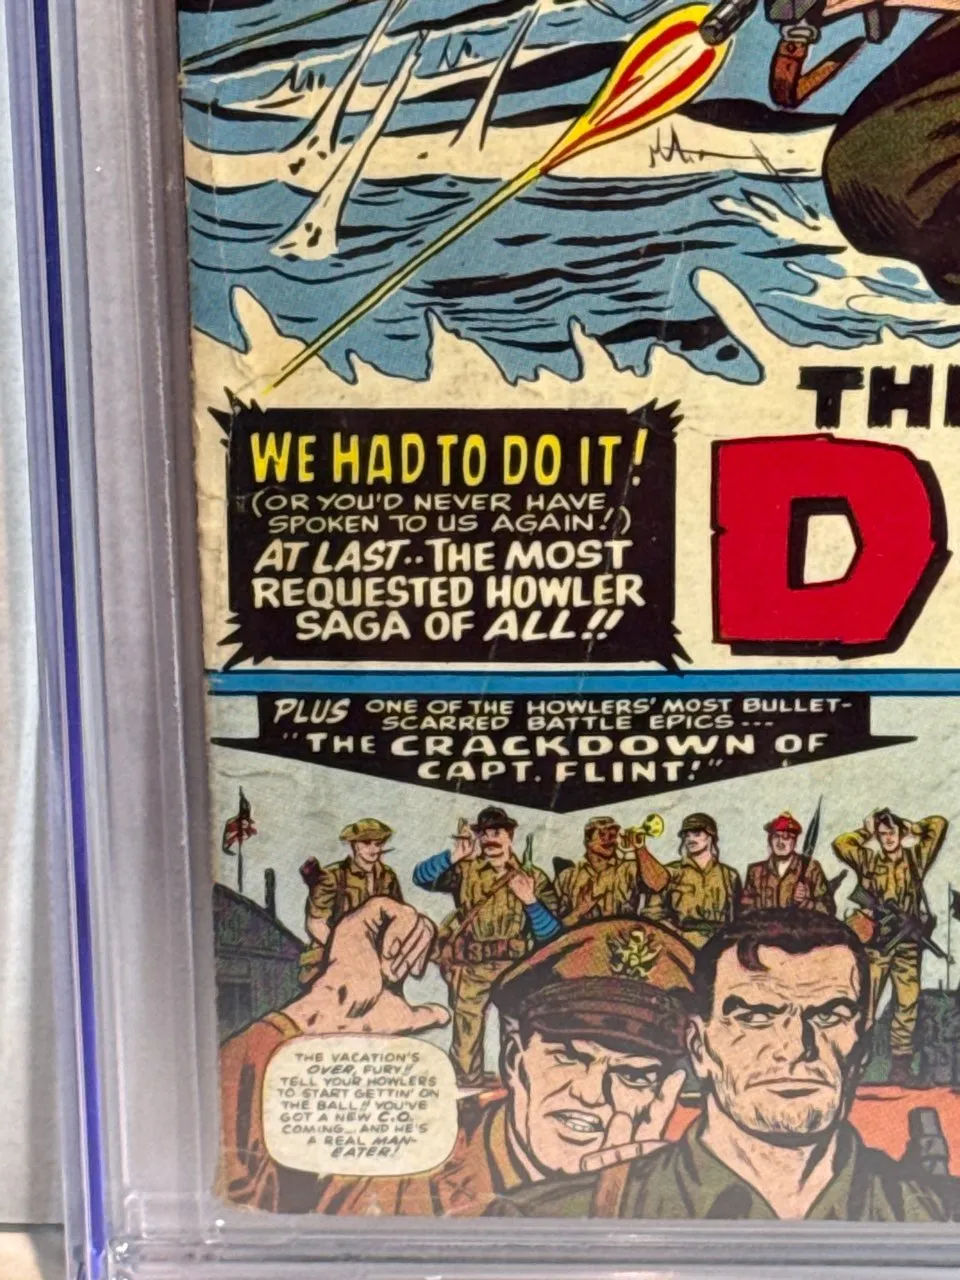 THE
D
WE HAD TO DO IT!
(OR YOU'D NEVER HAVE
SPOKEN TO US AGAIN!)
AT LAST·· THE MOST
REQUESTED HOWLER
SAGA OF ALL!!
PLUS ONE OF THE HOWLERS' MOST BULLET-
SCARRED BATTLE EPICS ---
"THE CRACKDOWN OF
CAPT. FLINT!"
THE VACATION'S
OVER, FURY!!
TELL YOUR HOWLERS
TO START GETTIN' ON
THE BALL!! YOU'VE
GOT A NEW C.O.
COMING... AND HE'S
A REAL MAN-
EATER!